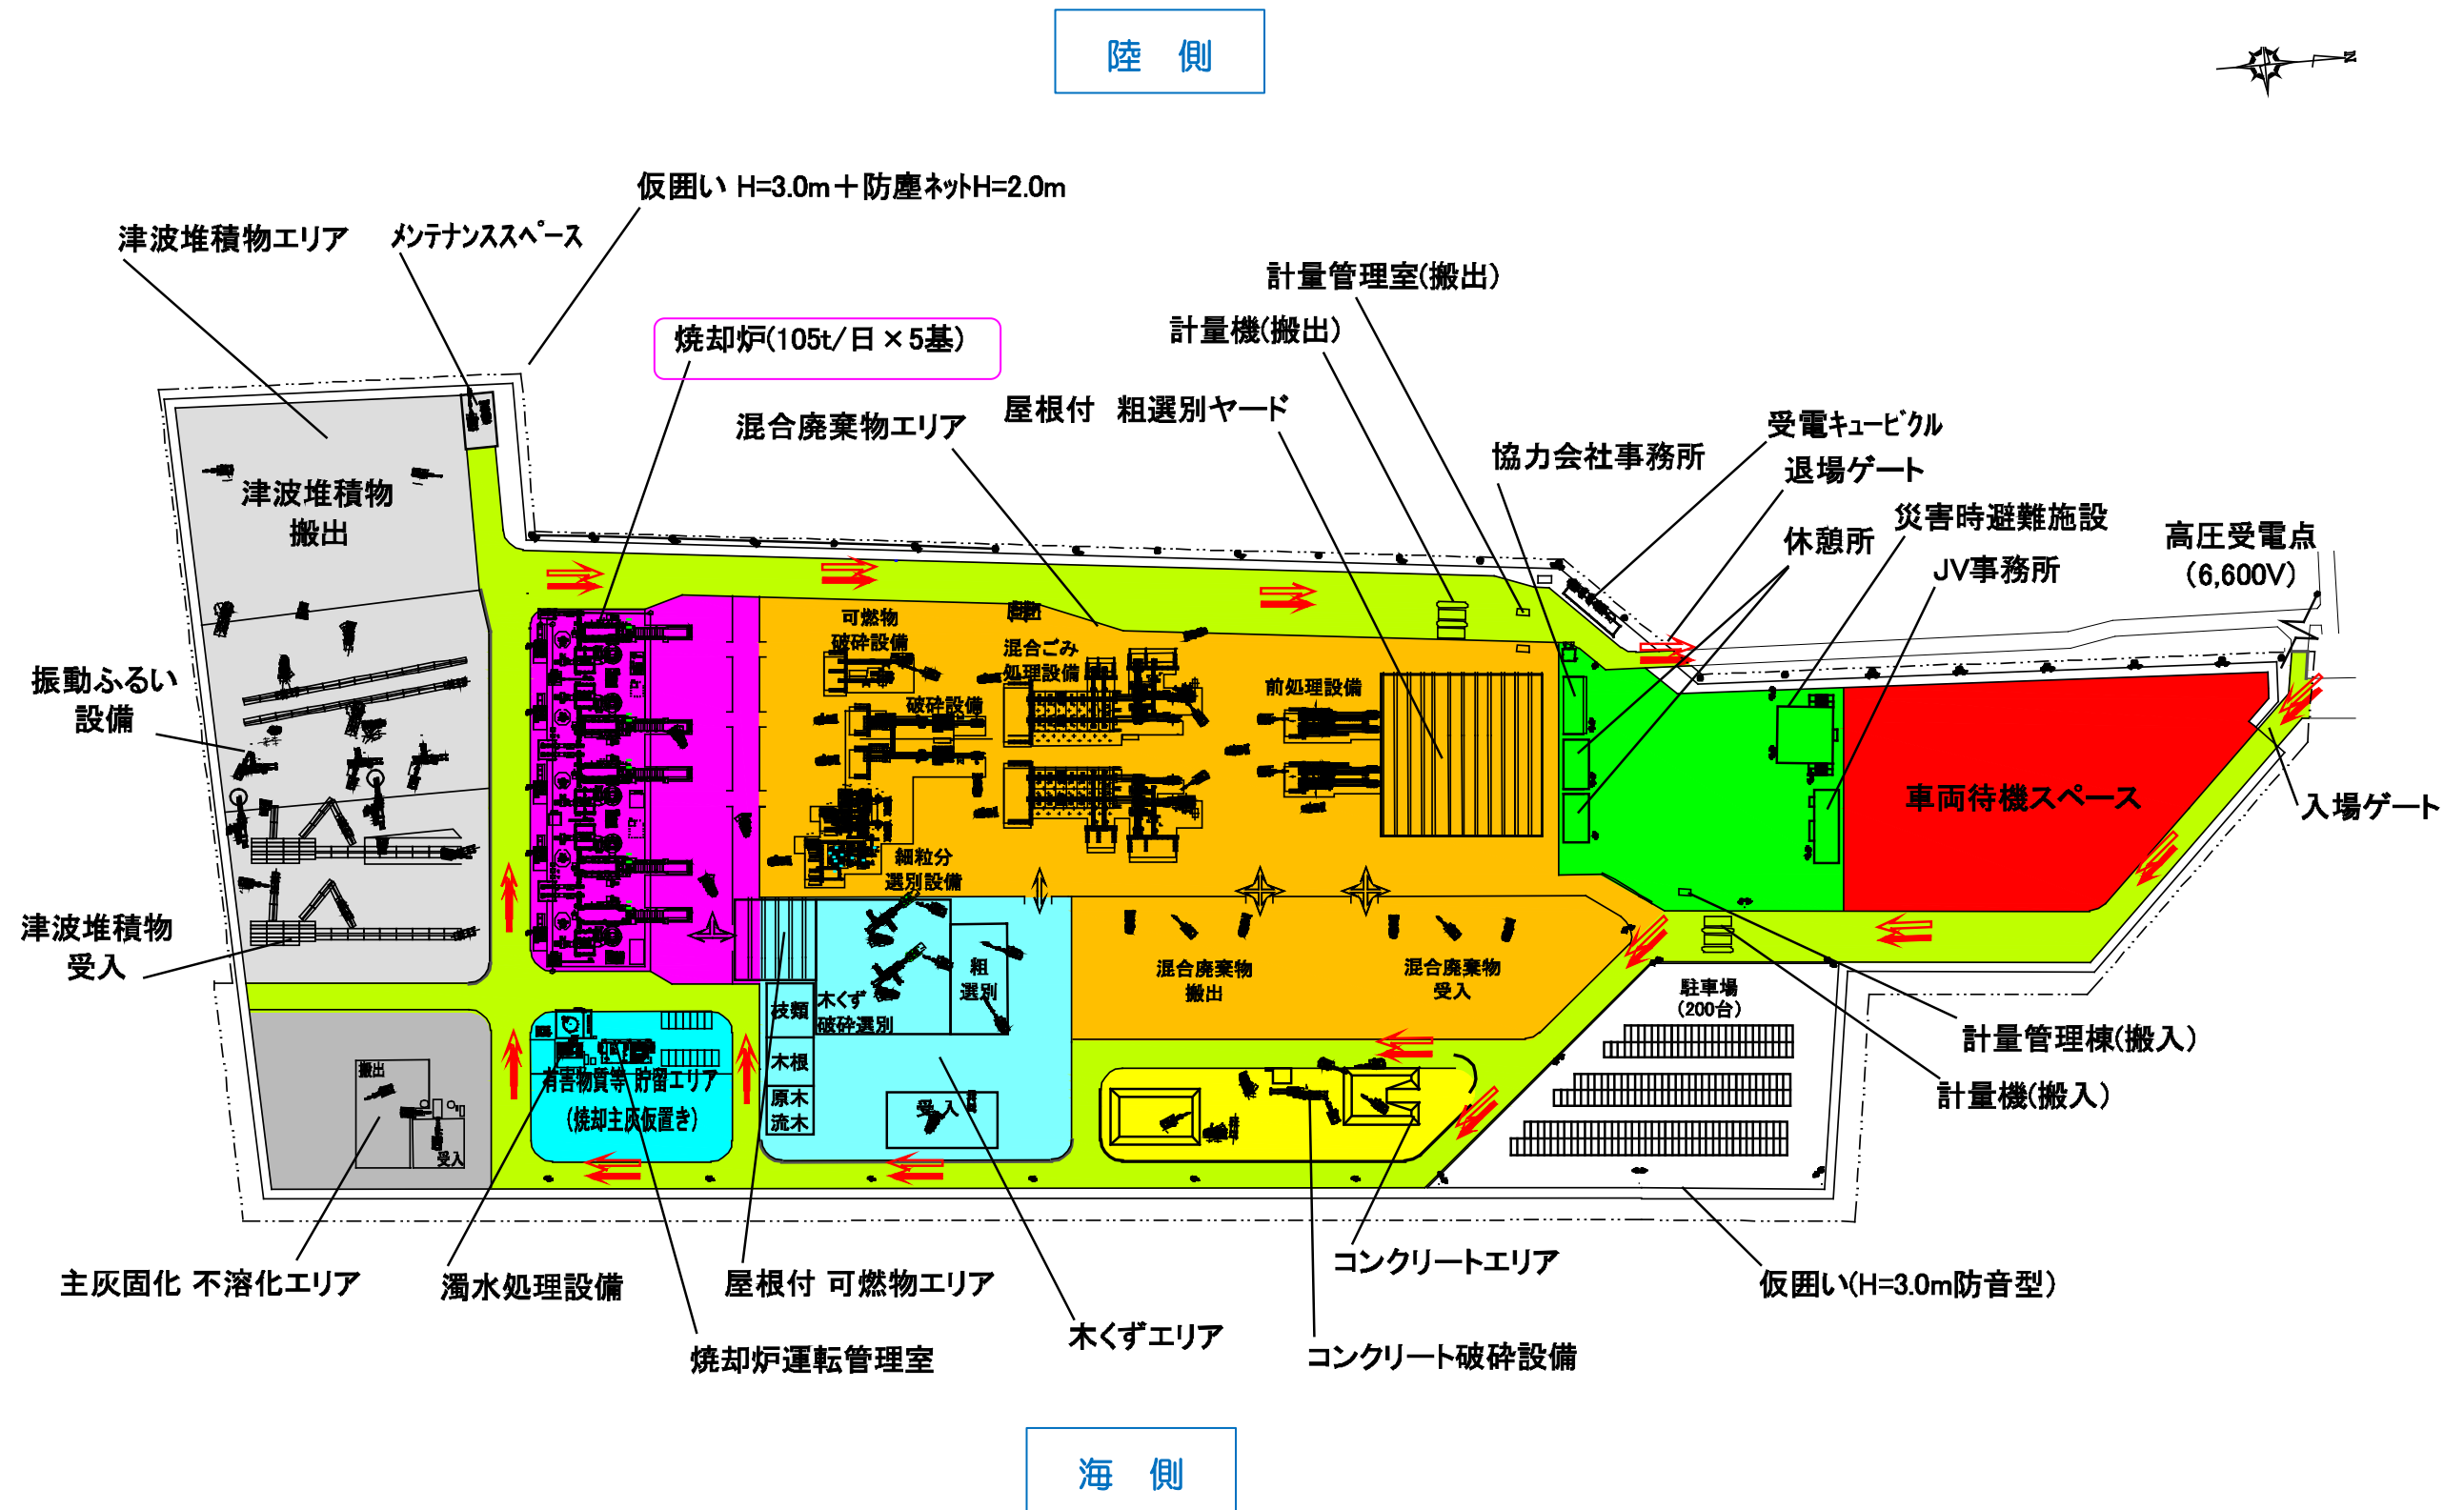 陸 側
N
仮囲い H=3.0m＋防塵ネットH=2.0m
津波堆積物エリア
メンテナンススペース
計量管理室(搬出)
計量機(搬出)
焼却炉(105t/日×5基)
混合廃棄物エリア
屋根付 粗選別ヤード
協力会社事務所
受電キュービクル
退場ゲート
休憩所
災害時避難施設
JV事務所
高圧受電点
(6,600V)
津波堆積物
搬出
可燃物
破砕設備
混合ごみ
処理設備
破砕設備
前処理設備
振動ふるい
設備
車両待機スペース
入場ゲート
細粒分
選別設備
津波堆積物
受入
粗
選別
混合廃棄物
搬出
混合廃棄物
受入
木くず
破砕選別
枝類
木根
原木
流木
受入
駐車場
(200台)
計量管理棟(搬入)
計量機(搬入)
搬出
受入
有害物質等 貯留エリア
(焼却主灰仮置き)
主灰固化 不溶化エリア
濁水処理設備
屋根付 可燃物エリア
コンクリートエリア
仮囲い(H=3.0m防音型)
焼却炉運転管理室
木くずエリア
コンクリート破砕設備
海 側